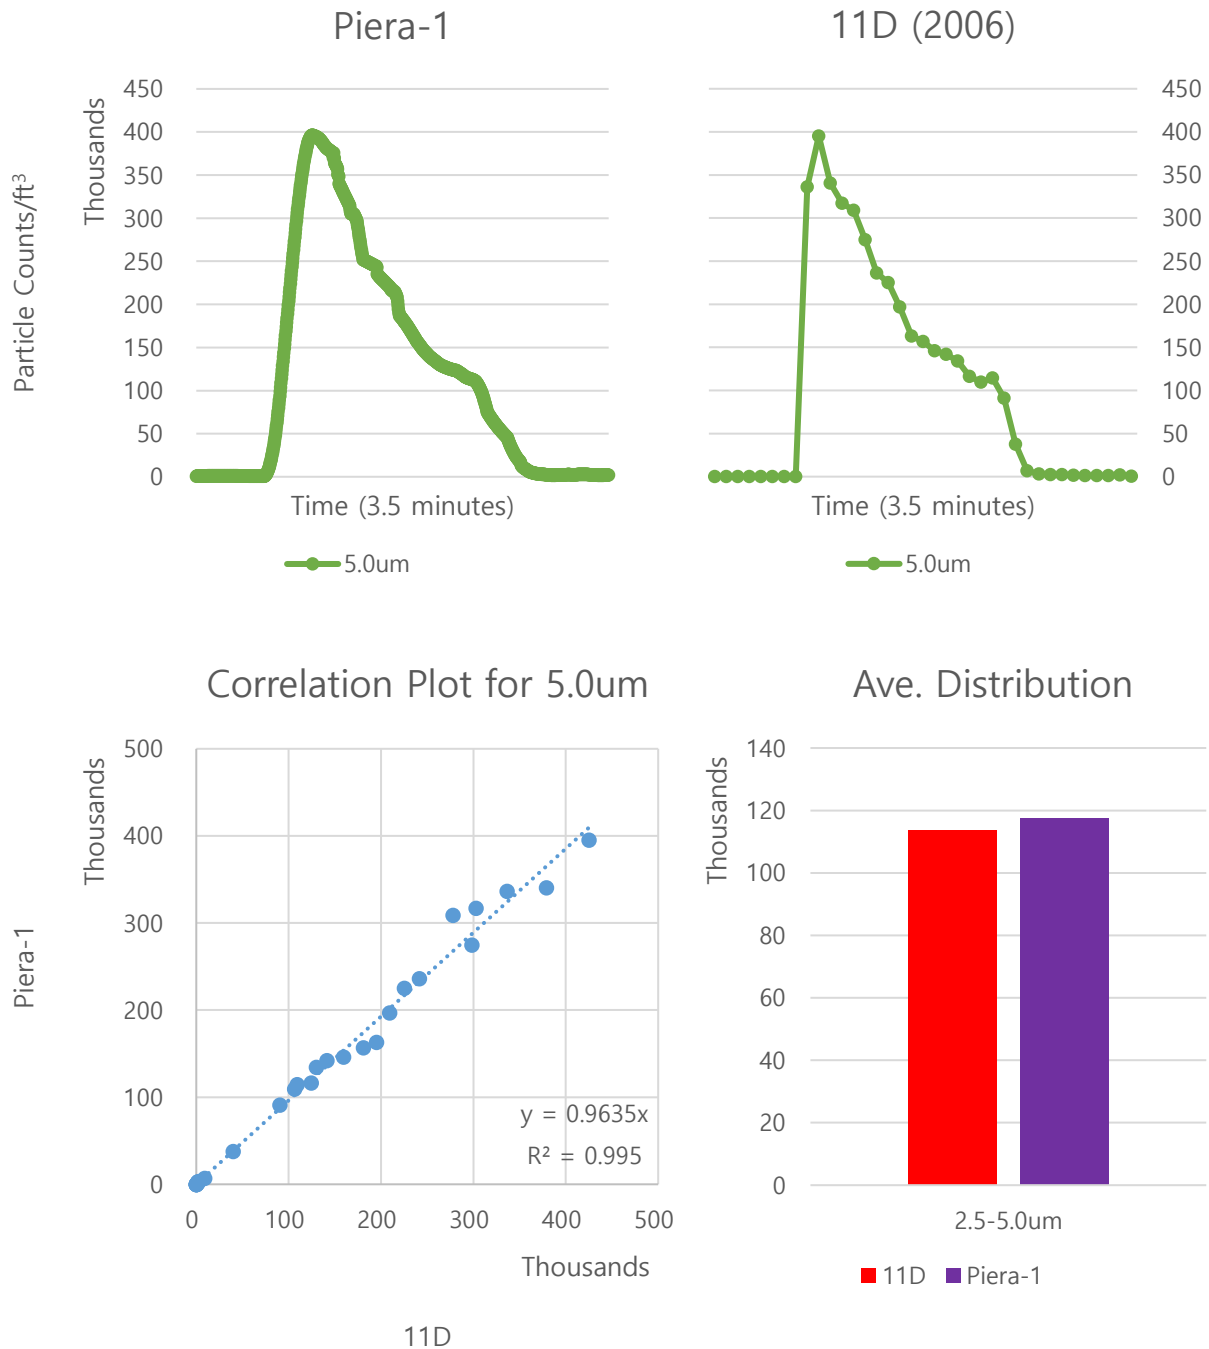 Piera-1
Particle Counts/ft³
Thousands
450
400
350
300
250
200
150
100
50
0
Time (3.5 minutes)
5.0um
11D (2006)
450
400
350
300
250
200
150
100
50
0
Time (3.5 minutes)
5.0um
Correlation Plot for 5.0um
Piera-1
Thousands
500
400
300
200
100
0
y = 0.9635x
R² = 0.995
0 100 200 300 400 500
Thousands
11D
Ave. Distribution
Thousands
140
120
100
80
60
40
20
0
2.5-5.0um
11D Piera-1